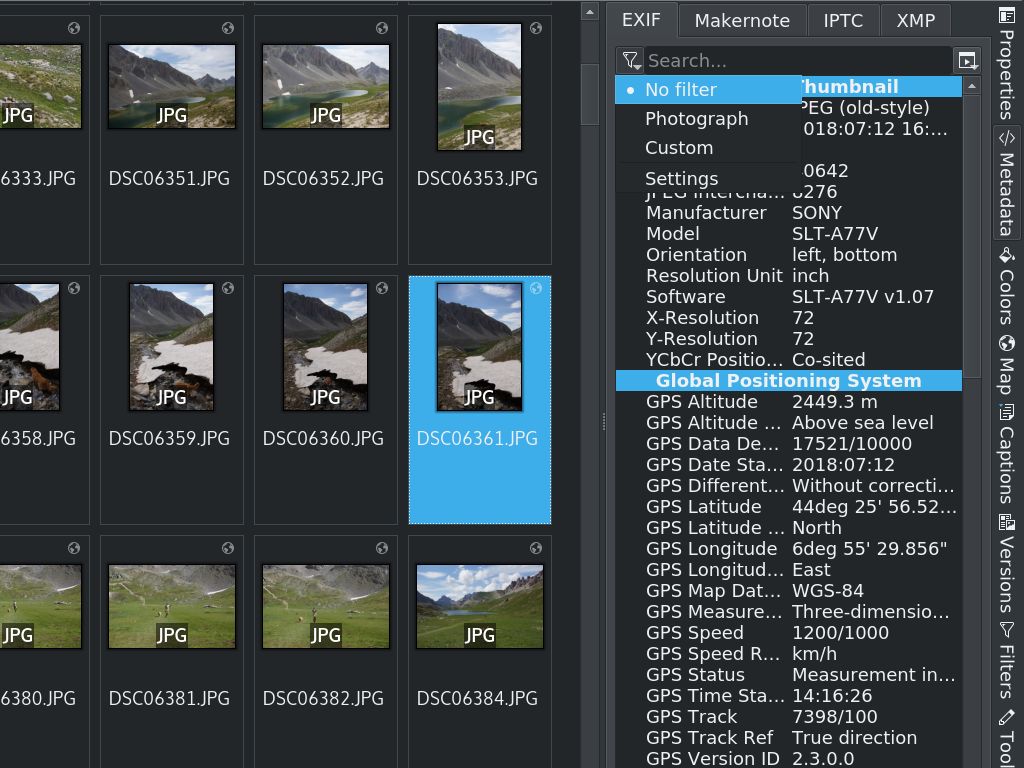 JPG
JPG
JPG
JPG
6333.JPG
DSC06351.JPG
DSC06352.JPG
DSC06353.JPG
JPG
JPG
JPG
JPG
6358.JPG
DSC06359.JPG
DSC06360.JPG
DSC06361.JPG
JPG
JPG
JPG
JPG
6380.JPG
DSC06381.JPG
DSC06382.JPG
DSC06384.JPG
EXIF
Makernote
IPTC
XMP
Search...
No filter
Photograph
Custom
Settings
Thumbnail
PEG (old-style)
018:07:12 16:...
0642
JPEG Intercha... 8276
Manufacturer SONY
Model SLT-A77V
Orientation left, bottom
Resolution Unit inch
Software SLT-A77V v1.07
X-Resolution 72
Y-Resolution 72
YCbCr Positio... Co-sited
Global Positioning System
GPS Altitude 2449.3 m
GPS Altitude ... Above sea level
GPS Data De... 17521/10000
GPS Date Sta... 2018:07:12
GPS Different... Without correcti...
GPS Latitude 44deg 25' 56.52...
GPS Latitude ... North
GPS Longitude 6deg 55' 29.856"
GPS Longitud... East
GPS Map Dat... WGS-84
GPS Measure... Three-dimensio...
GPS Speed 1200/1000
GPS Speed R... km/h
GPS Status Measurement in...
GPS Time Sta... 14:16:26
GPS Track 7398/100
GPS Track Ref True direction
GPS Version ID 2.3.0.0
Properties
Metadata
Colors
Map
Captions
Versions
Filters
Tool